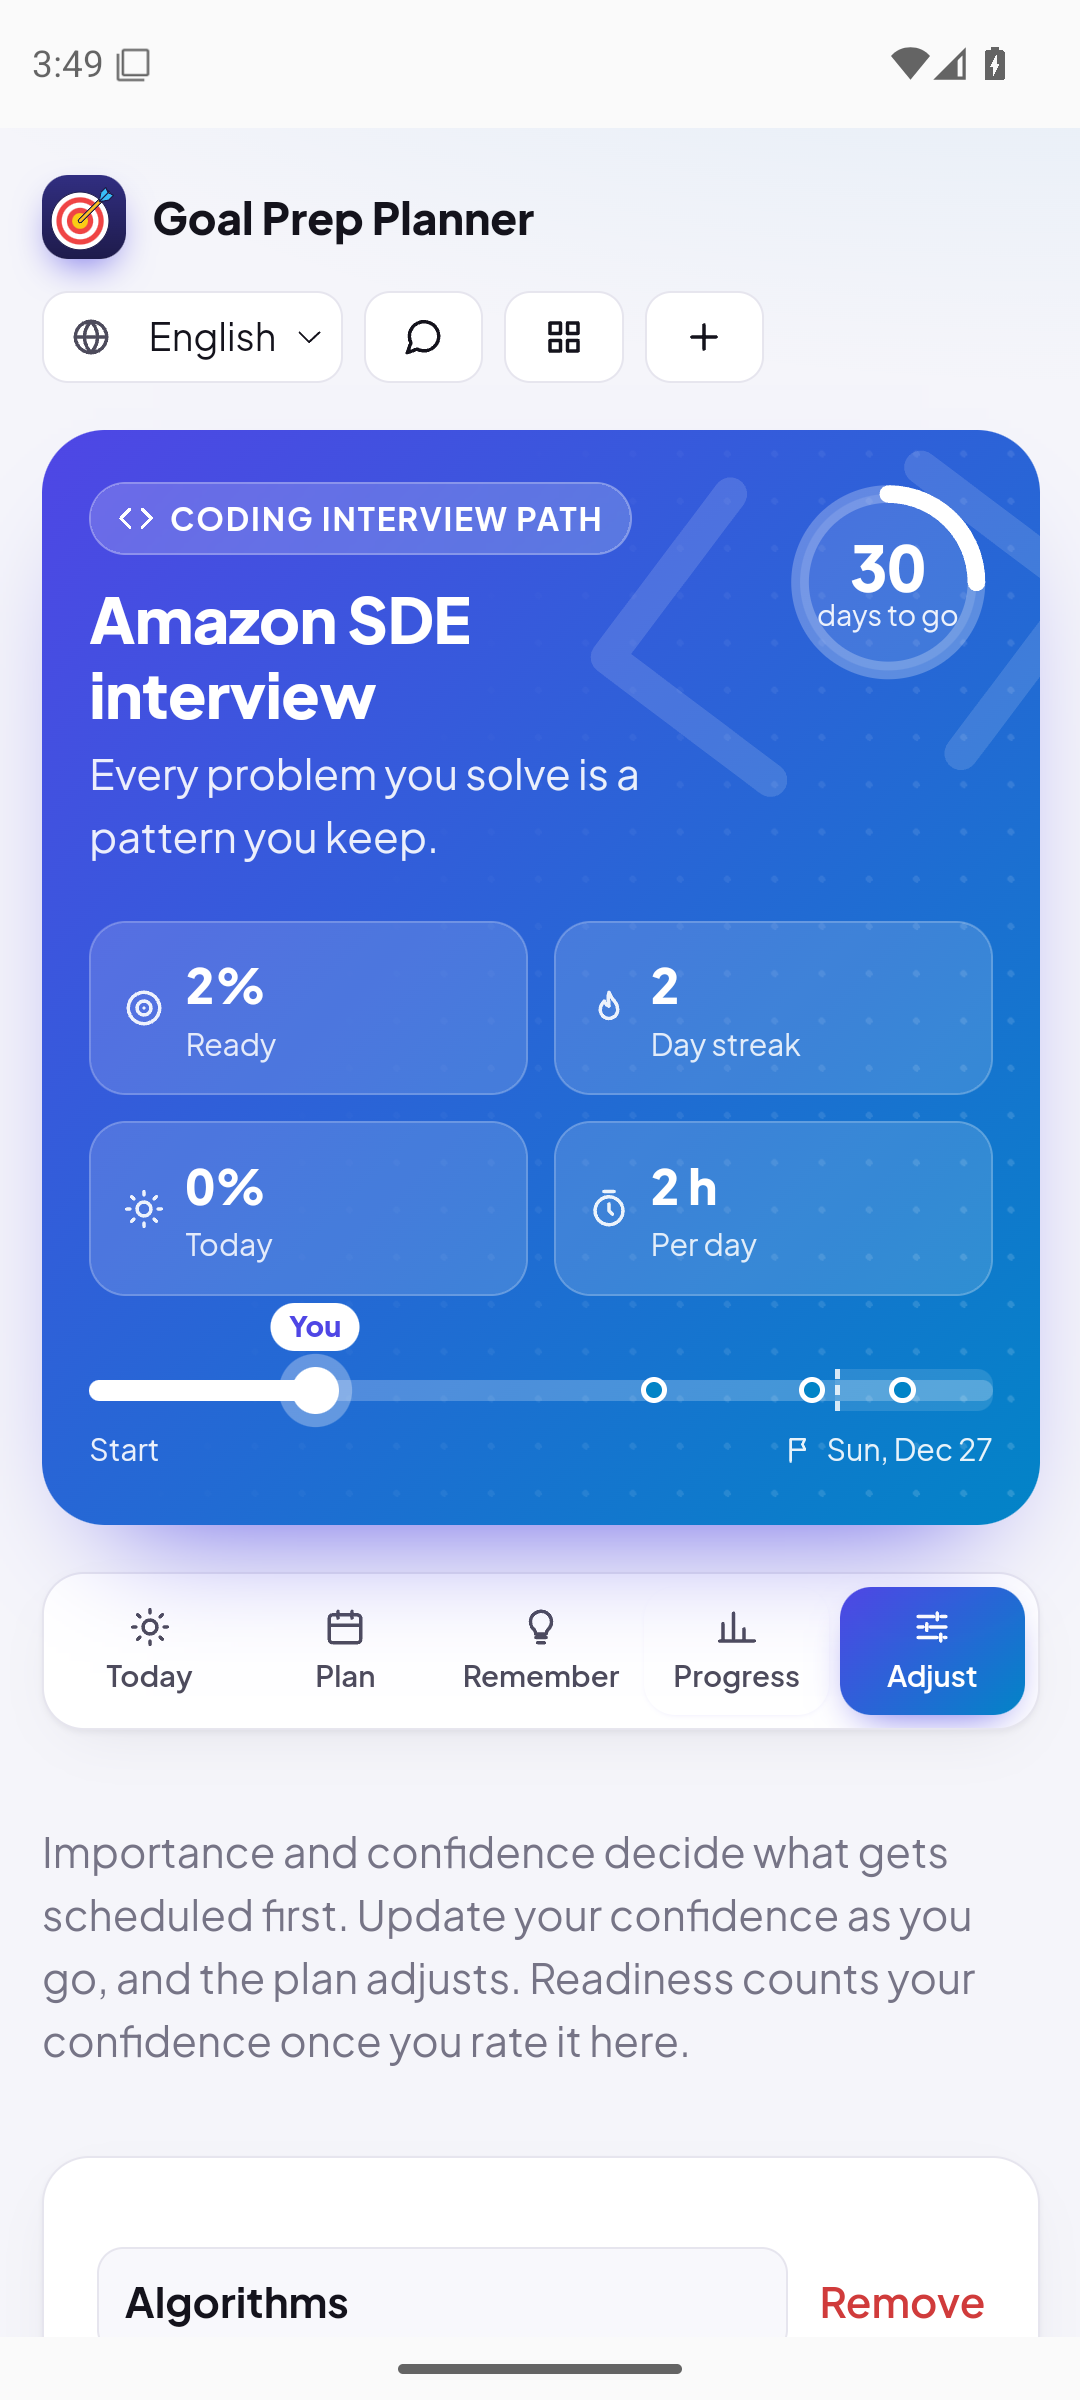 3:49
Goal Prep Planner
English
CODING INTERVIEW PATH
30
days to go
Amazon SDE
interview
Every problem you solve is a
pattern you keep.
2%
Ready
2
Day streak
0%
Today
2 h
Per day
You
Start
Sun, Dec 27
Today
Plan
Remember
Progress
Adjust
Importance and confidence decide what gets
scheduled first. Update your confidence as you
go, and the plan adjusts. Readiness counts your
confidence once you rate it here.
Algorithms
Remove